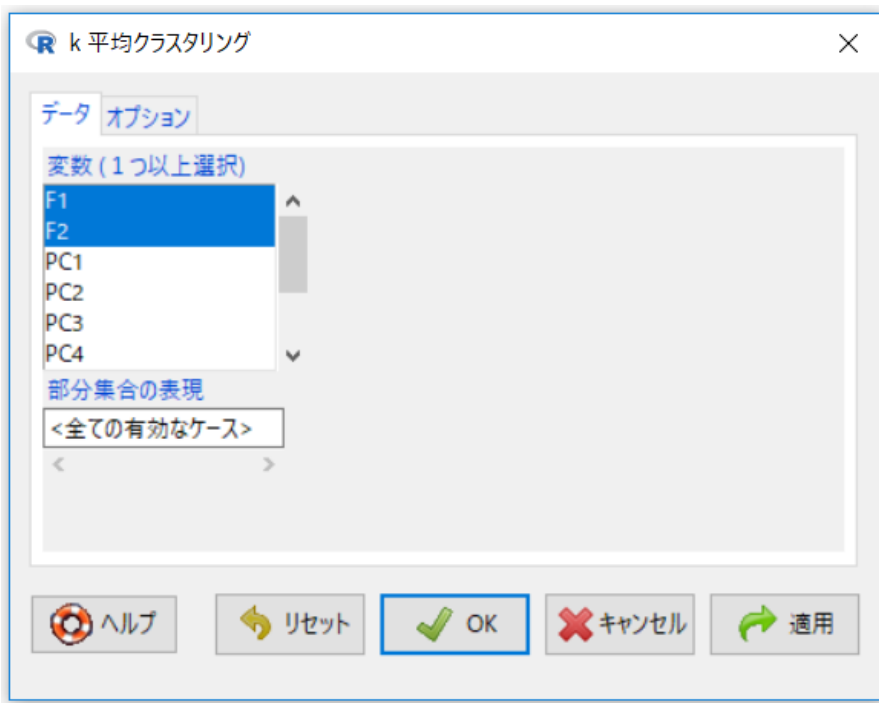 k 平均クラスタリング
データ オプション
変数 (１つ以上選択)
F1
F2
PC1
PC2
PC3
PC4
部分集合の表現
<全ての有効なケース>
ヘルプ リセット OK キャンセル 適用